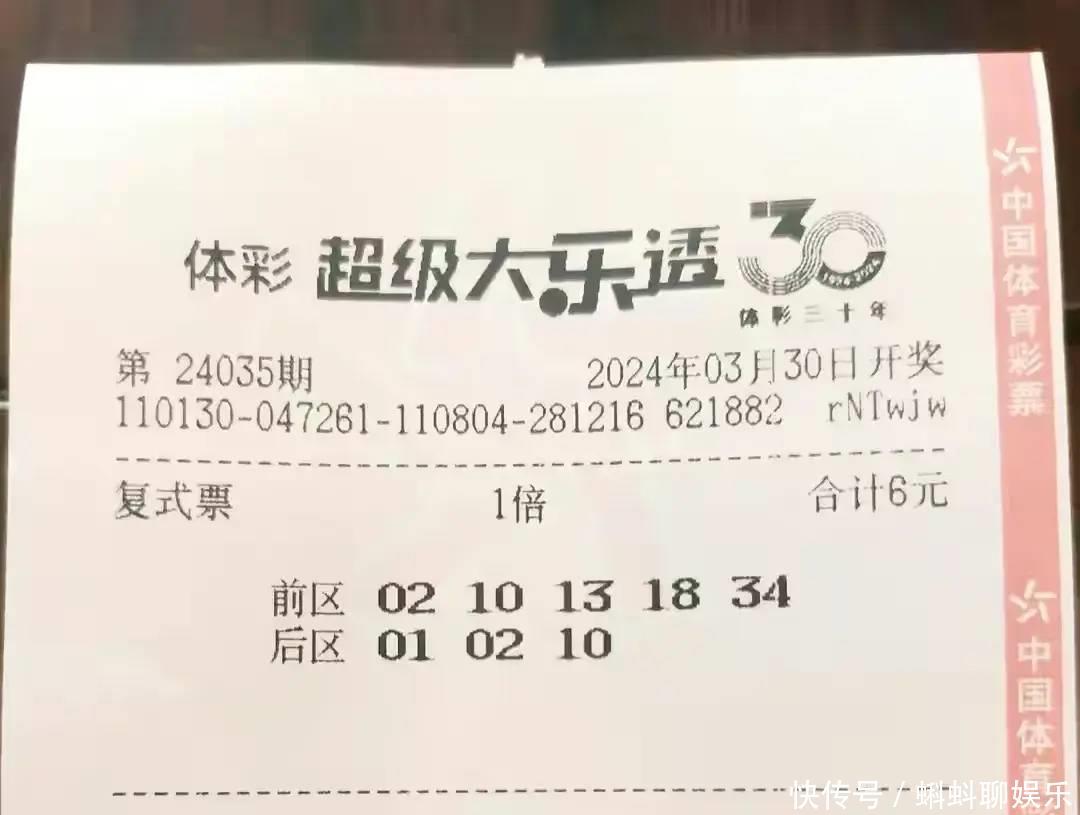 体彩 超级大乐透 30
1994-2024
体彩三十年
第 24035期 2024年03月30日开奖
110130-047261-110804-281216 621882 rNTwjw
复式票 1倍 合计6元
前区 02 10 13 18 34
后区 01 02 10
中国体育彩票
中国体育
快传号/蝌蚪聊娱乐